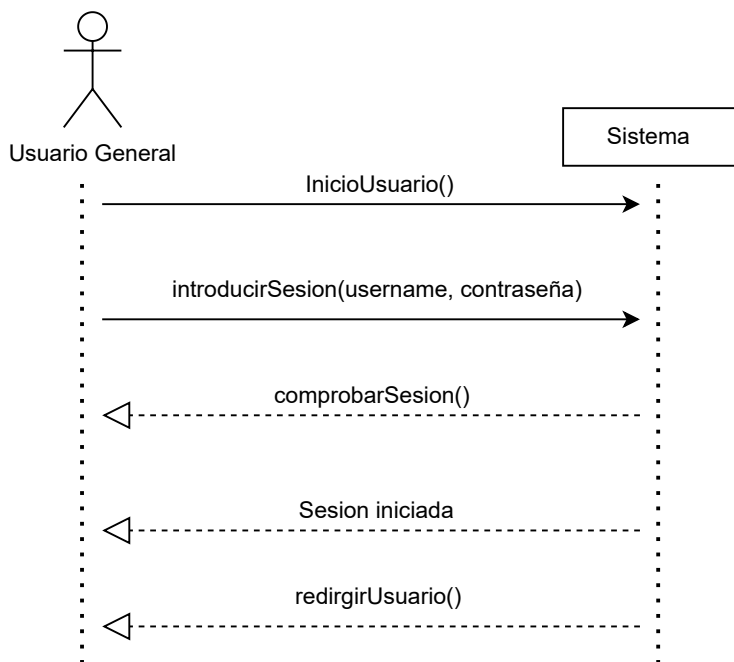 Usuario General
Sistema
InicioUsuario()
introducirSesion(username, contraseña)
comprobarSesion()
Sesion iniciada
redirgirUsuario()